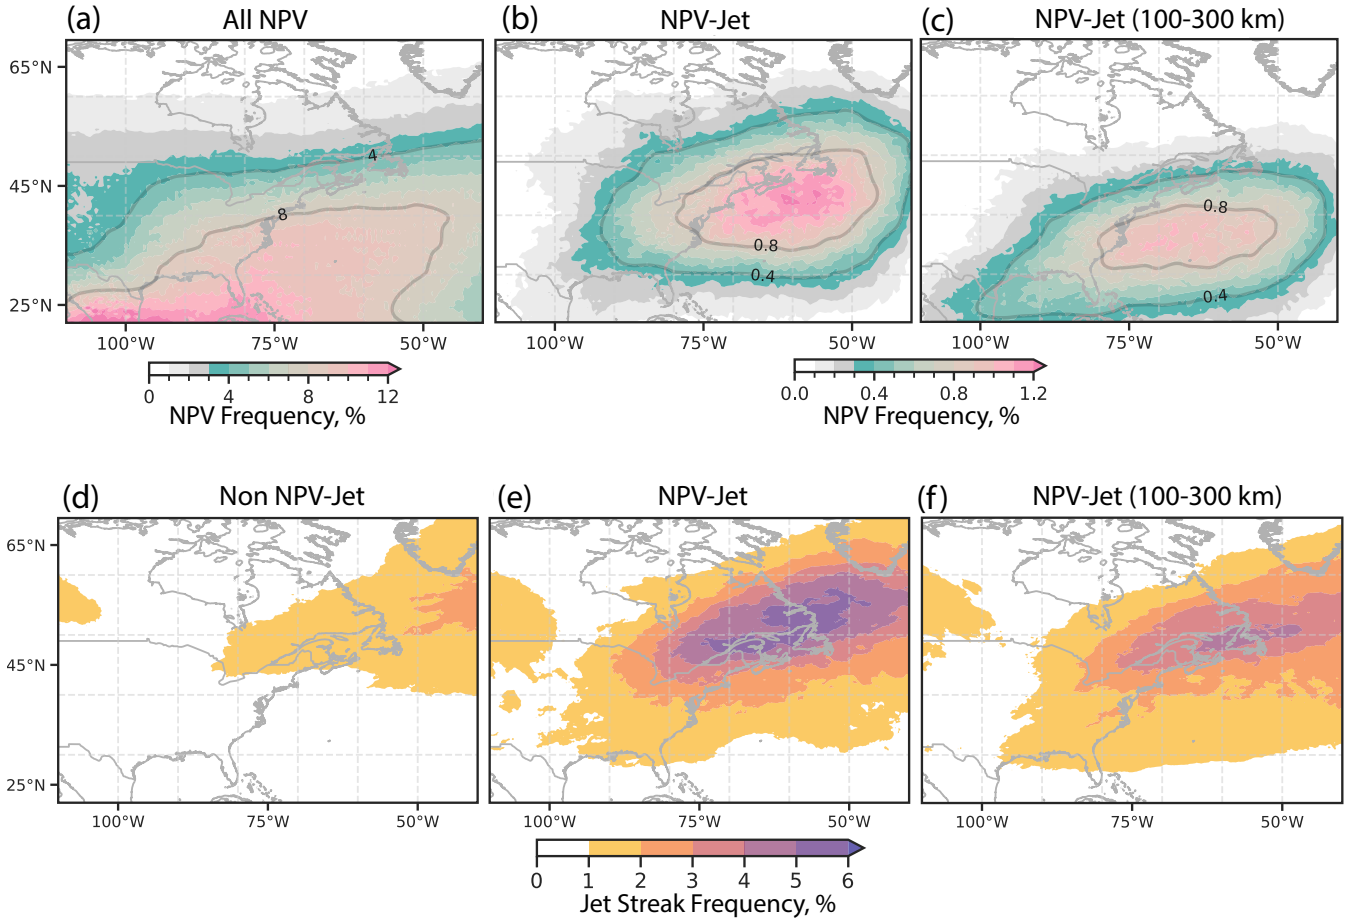 (a) All NPV
(b) NPV-Jet
(c) NPV-Jet (100-300 km)
65°N
45°N
25°N
4
8
0.8
0.4
0.8
0.4
100°W 75°W 50°W
100°W 75°W 50°W
100°W 75°W 50°W
0 4 8 12
NPV Frequency, %
0.0 0.4 0.8 1.2
NPV Frequency, %
(d) Non NPV-Jet
(e) NPV-Jet
(f) NPV-Jet (100-300 km)
65°N
45°N
25°N
100°W 75°W 50°W
100°W 75°W 50°W
100°W 75°W 50°W
0 1 2 3 4 5 6
Jet Streak Frequency, %